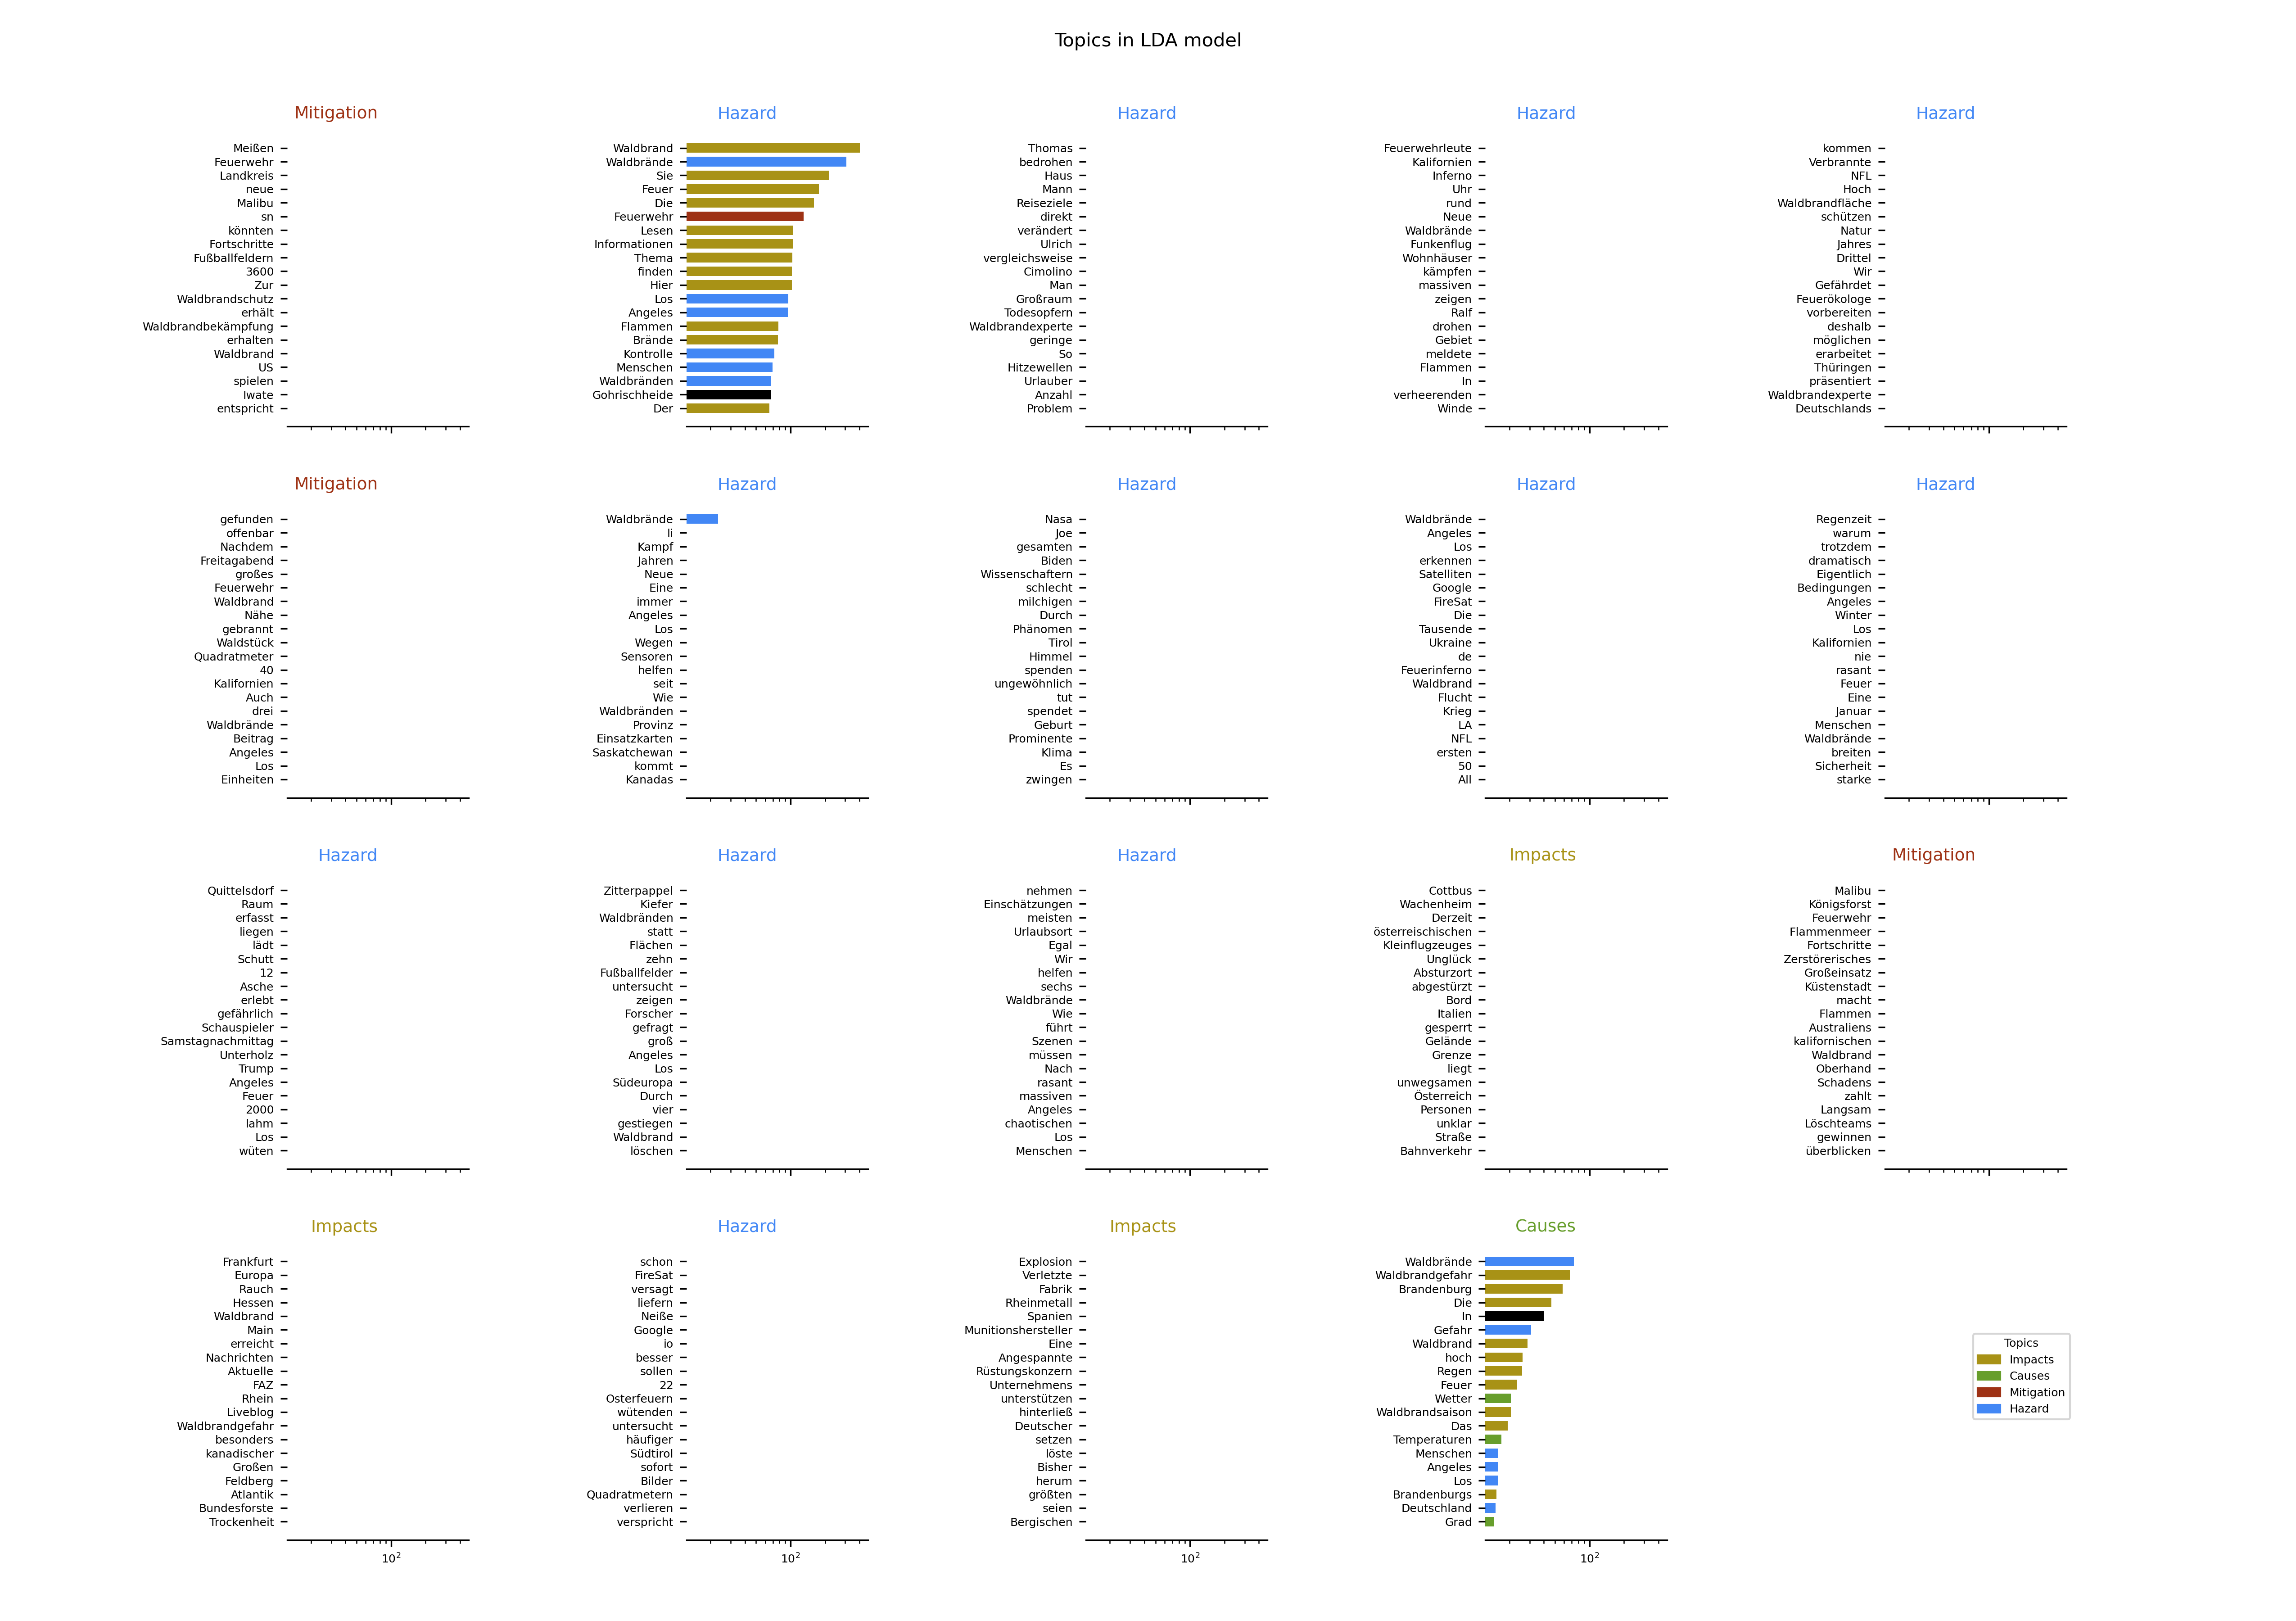 Topics in LDA model
Mitigation
Meißen
Feuerwehr
Landkreis
neue
Malibu
sn
könnten
Fortschritte
Fußballfeldern
3600
Zur
Waldbrandschutz
erhält
Waldbrandbekämpfung
erhalten
Waldbrand
US
spielen
Iwate
entspricht
Hazard
Waldbrand
Waldbrände
Sie
Feuer
Die
Feuerwehr
Lesen
Informationen
Thema
finden
Hier
Los
Angeles
Flammen
Brände
Kontrolle
Menschen
Waldbränden
Gohrischheide
Der
Hazard
Thomas
bedrohen
Haus
Mann
Reiseziele
direkt
verändert
Ulrich
vergleichsweise
Cimolino
Man
Großraum
Todesopfern
Waldbrandexperte
geringe
So
Hitzewellen
Urlauber
Anzahl
Problem
Hazard
Feuerwehrleute
Kalifornien
Inferno
Uhr
rund
Neue
Waldbrände
Funkenflug
Wohnhäuser
kämpfen
massiven
zeigen
Ralf
drohen
Gebiet
meldete
Flammen
In
verheerenden
Winde
Hazard
kommen
Verbrannte
NFL
Hoch
Waldbrandfläche
schützen
Natur
Jahres
Drittel
Wir
Gefährdet
Feuerökologe
vorbereiten
deshalb
möglichen
erarbeitet
Thüringen
präsentiert
Waldbrandexperte
Deutschlands
Mitigation
gefunden
offenbar
Nachdem
Freitagabend
großes
Feuerwehr
Waldbrand
Nähe
gebrannt
Waldstück
Quadratmeter
40
Kalifornien
Auch
drei
Waldbrände
Beitrag
Angeles
Los
Einheiten
Hazard
Waldbrände
li
Kampf
Jahren
Neue
Eine
immer
Angeles
Los
Wegen
Sensoren
helfen
seit
Wie
Waldbränden
Provinz
Einsatzkarten
Saskatchewan
kommt
Kanadas
Hazard
Nasa
Joe
gesamten
Biden
Wissenschaftern
schlecht
milchigen
Durch
Phänomen
Tirol
Himmel
spenden
ungewöhnlich
tut
spendet
Geburt
Prominente
Klima
Es
zwingen
Hazard
Waldbrände
Angeles
Los
erkennen
Satelliten
Google
FireSat
Die
Tausende
Ukraine
de
Feuerinferno
Waldbrand
Flucht
Krieg
LA
NFL
ersten
50
All
Hazard
Regenzeit
warum
trotzdem
dramatisch
Eigentlich
Bedingungen
Angeles
Winter
Los
Kalifornien
nie
rasant
Feuer
Eine
Januar
Menschen
Waldbrände
breiten
Sicherheit
starke
Hazard
Quittelsdorf
Raum
erfasst
liegen
lädt
Schutt
12
Asche
erlebt
gefährlich
Schauspieler
Samstagnachmittag
Unterholz
Trump
Angeles
Feuer
2000
lahm
Los
wüten
Hazard
Zitterpappel
Kiefer
Waldbränden
statt
Flächen
zehn
Fußballfelder
untersucht
zeigen
Forscher
gefragt
groß
Angeles
Los
Südeuropa
Durch
vier
gestiegen
Waldbrand
löschen
Hazard
nehmen
Einschätzungen
meisten
Urlaubsort
Egal
Wir
helfen
sechs
Waldbrände
Wie
führt
Szenen
müssen
Nach
rasant
massiven
Angeles
chaotischen
Los
Menschen
Impacts
Cottbus
Wachenheim
Derzeit
österreischischen
Kleinflugzeuges
Unglück
Absturzort
abgestürzt
Bord
Italien
gesperrt
Gelände
Grenze
liegt
unwegsamen
Österreich
Personen
unklar
Straße
Bahnverkehr
Mitigation
Malibu
Königsforst
Feuerwehr
Flammenmeer
Fortschritte
Zerstörerisches
Großeinsatz
Küstenstadt
macht
Flammen
Australiens
kalifornischen
Waldbrand
Oberhand
Schadens
zahlt
Langsam
Löschteams
gewinnen
überblicken
Impacts
Frankfurt
Europa
Rauch
Hessen
Waldbrand
Main
erreicht
Nachrichten
Aktuelle
FAZ
Rhein
Liveblog
Waldbrandgefahr
besonders
kanadischer
Großen
Feldberg
Atlantik
Bundesforste
Trockenheit
10²
Hazard
schon
FireSat
versagt
liefern
Neiße
Google
io
besser
sollen
22
Osterfeuern
wütenden
untersucht
häufiger
Südtirol
sofort
Bilder
Quadratmetern
verlieren
verspricht
10²
Impacts
Explosion
Verletzte
Fabrik
Rheinmetall
Spanien
Munitionshersteller
Eine
Angespannte
Rüstungskonzern
Unternehmens
unterstützen
hinterließ
Deutscher
setzen
löste
Bisher
herum
größten
seien
Bergischen
10²
Causes
Waldbrände
Waldbrandgefahr
Brandenburg
Die
In
Gefahr
Waldbrand
hoch
Regen
Feuer
Wetter
Waldbrandsaison
Das
Temperaturen
Menschen
Angeles
Los
Brandenburgs
Deutschland
Grad
10²
Topics
Impacts
Causes
Mitigation
Hazard